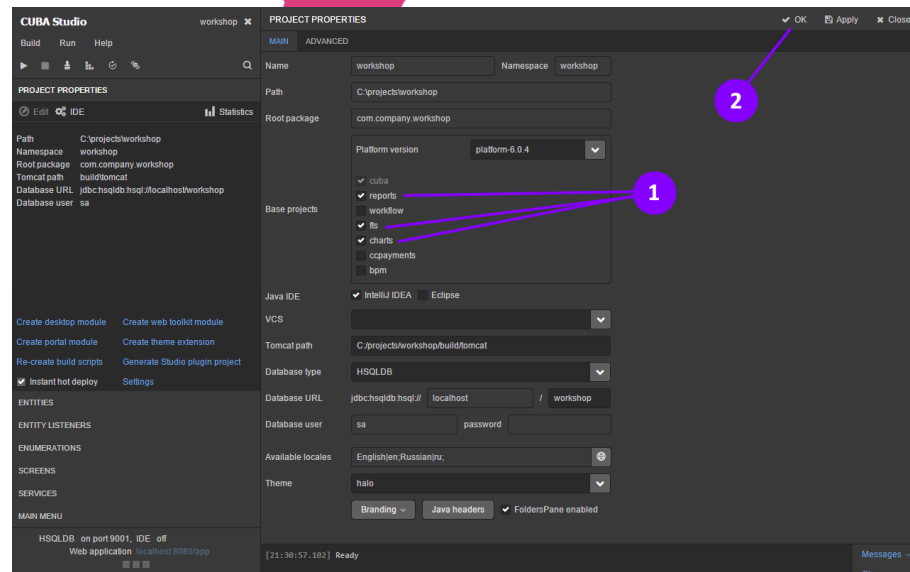 CUBA Studio workshop
Build Run Help
PROJECT PROPERTIES
Edit IDE Statistics
Path C:\projects\workshop
Namespace workshop
Root package com.company.workshop
Tomcat path build\tomcat
Database URL jdbc:hsqldb:hsql://localhost/workshop
Database user sa
Create desktop module Create web toolkit module
Create portal module Create theme extension
Re-create build scripts Generate Studio plugin project
Instant hot deploy Settings
ENTITIES
ENTITY LISTENERS
ENUMERATIONS
SCREENS
SERVICES
MAIN MENU
HSQLDB on port 9001, IDE off
Web application localhost:8080/app
PROJECT PROPERTIES OK Apply Close
MAIN ADVANCED
Name workshop Namespace workshop
Path C:\projects\workshop
Root package com.company.workshop
Platform version platform-6.0.4
Base projects
cuba
reports
workflow
fts
charts
ccpayments
bpm
1
2
Java IDE IntelliJ IDEA Eclipse
VCS
Tomcat path C:/projects/workshop/build/tomcat
Database type HSQLDB
Database URL jdbc:hsqldb:hsql:// localhost / workshop
Database user sa password
Available locales English|en;Russian|ru;
Theme halo
Branding Java headers FoldersPane enabled
[21:30:57.102] Ready
Messages